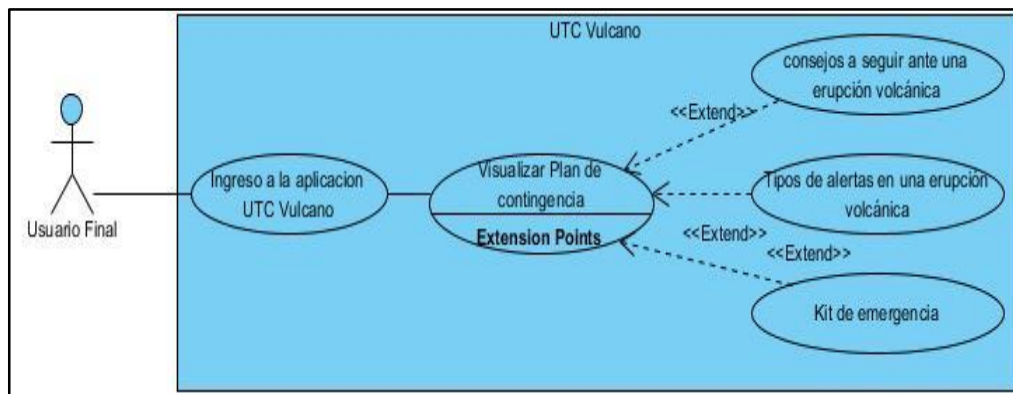 UTC Vulcano
consejos a seguir ante una
erupción volcánica
<<Extend>>
Usuario Final
Ingreso a la aplicacion
UTC Vulcano
Visualizar Plan de
contingencia
Extension Points
Tipos de alertas en una erupción
volcánica
<<Extend>>
<<Extend>>
Kit de emergencia